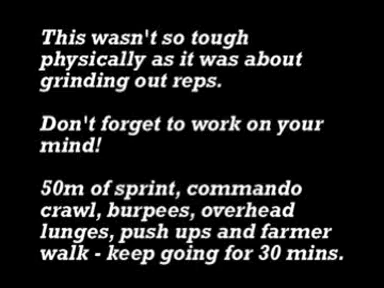 This wasn't so tough
physically as it was about
grinding out reps.
Don't forget to work on your
mind!
50m of sprint, commando
crawl, burpees, overhead
lunges, push ups and farmer
walk - keep going for 30 mins.